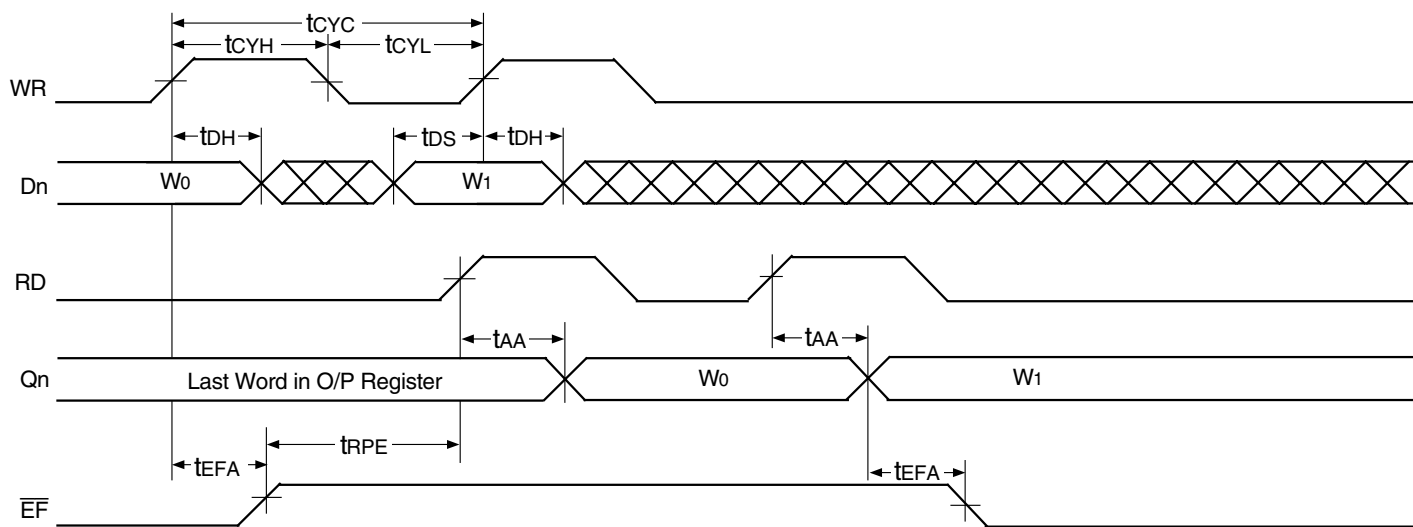 tCYC
tCYH tCYL
WR
tDH tDS tDH
Dn W0 W1
RD
tAA tAA
Qn Last Word in O/P Register W0 W1
tEFA tRPE tEFA
EF